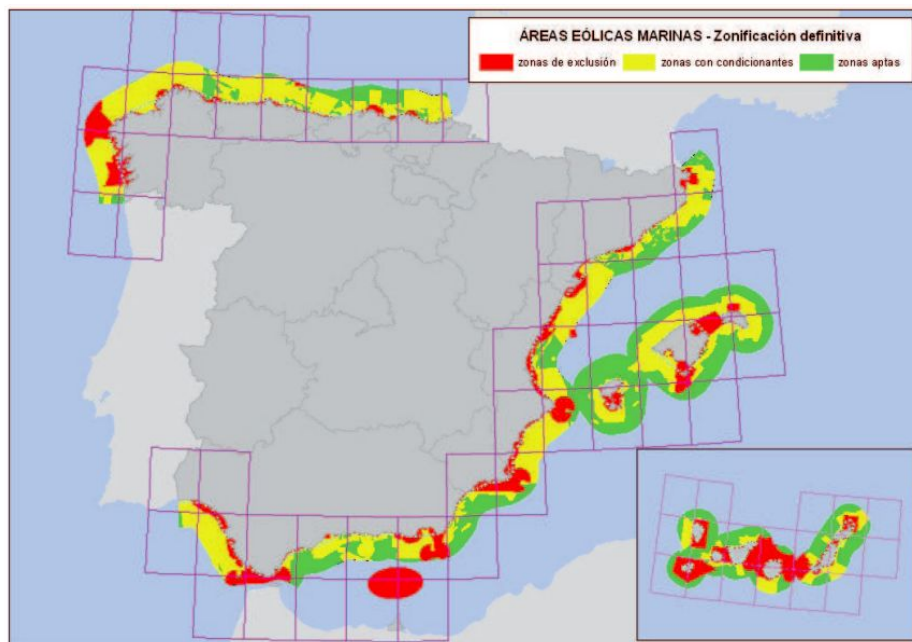 ÁREAS EÓLICAS MARINAS - Zonificación definitiva
zonas de exclusión zonas con condicionantes zonas aptas